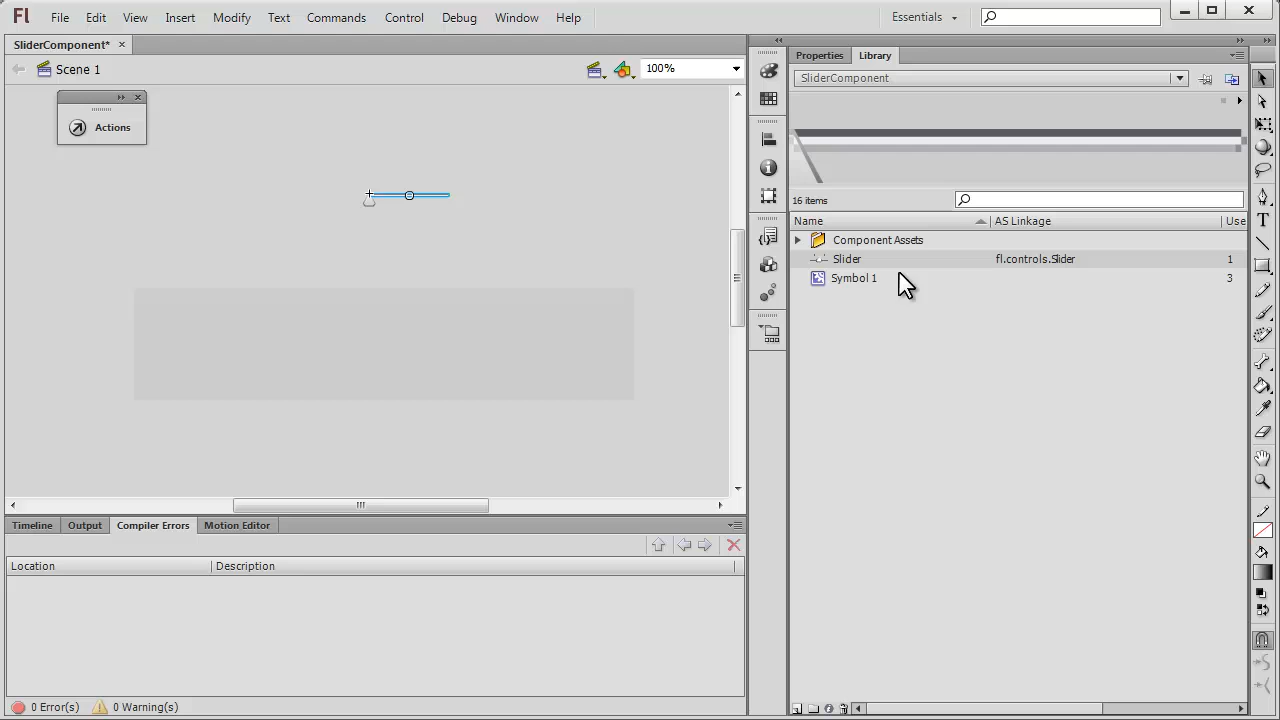 Fl File Edit View Insert Modify Text Commands Control Debug Window Help Essentials
SliderComponent*
Scene 1
100%
Actions
Properties Library
SliderComponent
16 items
Name AS Linkage Use
Component Assets
Slider fl.controls.Slider 1
Symbol 1 3
Timeline Output Compiler Errors Motion Editor
Location Description
0 Error(s) 0 Warning(s)